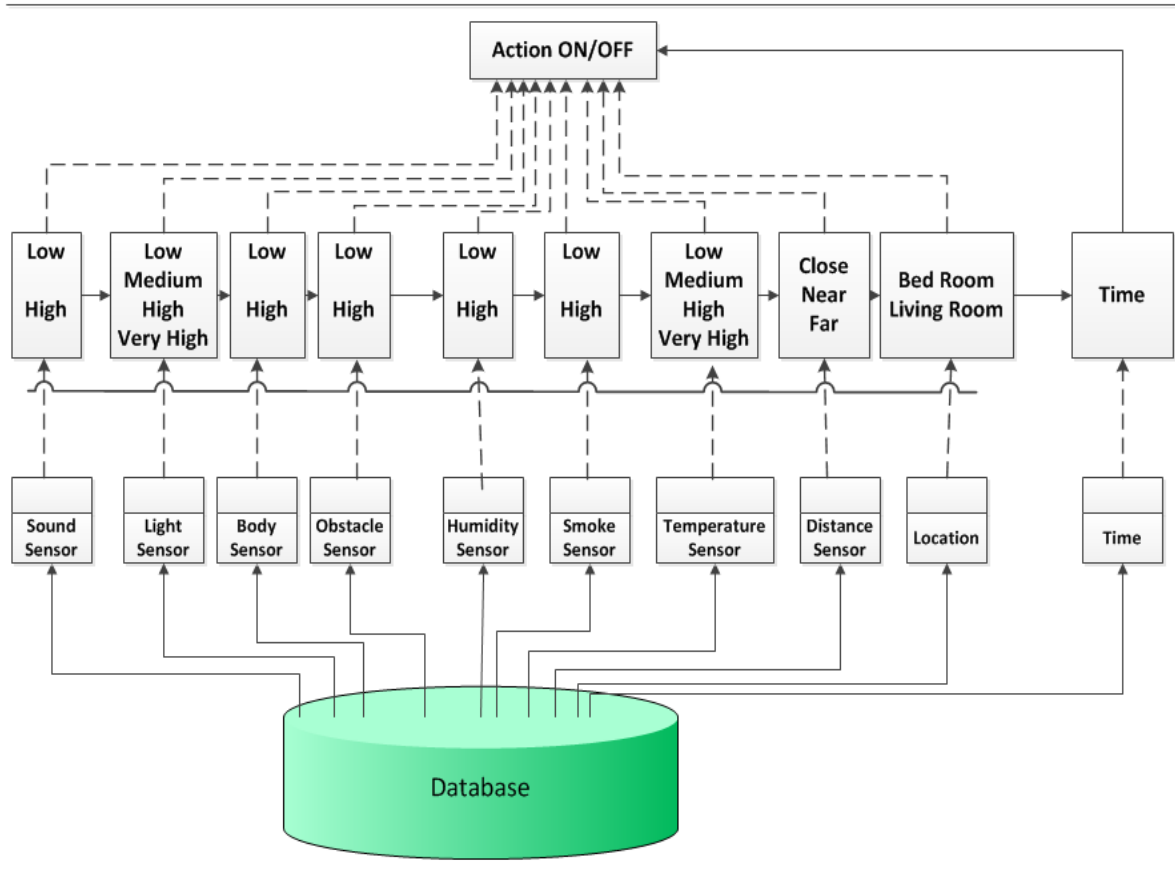 Action ON/OFF
Low
High
Low
Medium
High
Very High
Low
High
Low
High
Low
High
Low
High
Low
Medium
High
Very High
Close
Near
Far
Bed Room
Living Room
Time
Sound
Sensor
Light
Sensor
Body
Sensor
Obstacle
Sensor
Humidity
Sensor
Smoke
Sensor
Temperature
Sensor
Distance
Sensor
Location
Time
Database